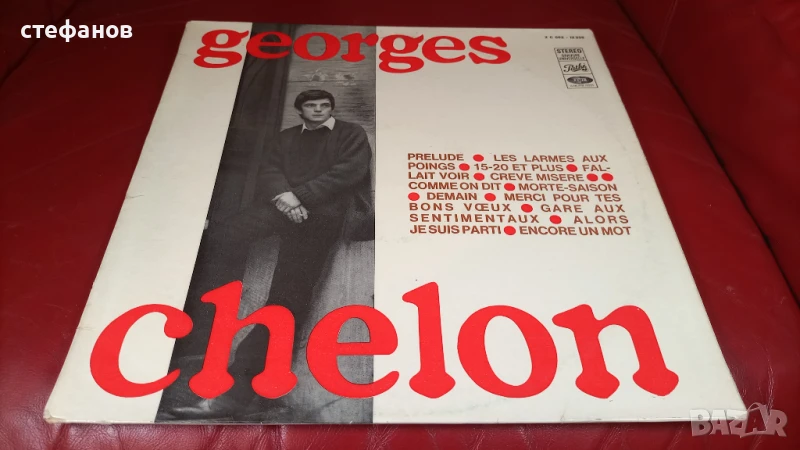 стефанов
georges
STEREO
Pathé
PRELUDE ● LES LARMES AUX
POINGS ● 15-20 ET PLUS ● FAL-
LAIT VOIR ● CREVE MISERE ● ●
COMME ON DIT ● MORTE-SAISON
● DEMAIN ● MERCI POUR TES
BONS VŒUX ● GARE AUX
SENTIMENTAUX ● ALORS
JE SUIS PARTI ● ENCORE UN MOT
chelon
BAZAR